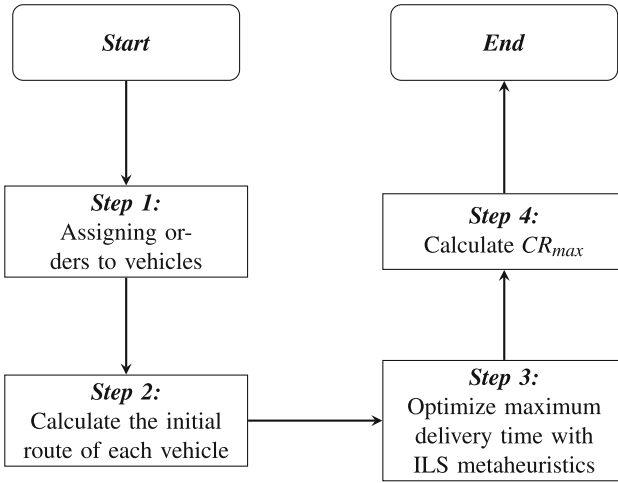 Start
Step 1:
Assigning or-
ders to vehicles
Step 2:
Calculate the initial
route of each vehicle
Step 3:
Optimize maximum
delivery time with
ILS metaheuristics
Step 4:
Calculate CRmax
End